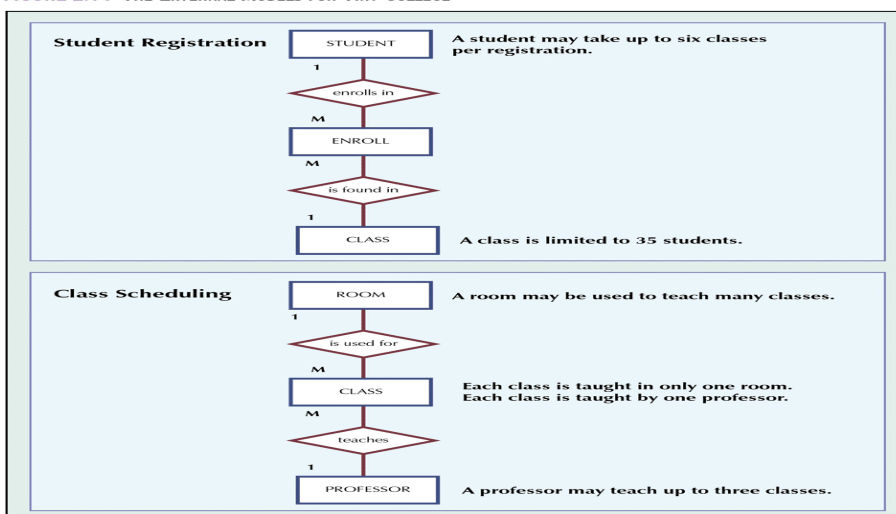 Student Registration
STUDENT
A student may take up to six classes
per registration.
1
enrolls in
M
ENROLL
M
is found in
1
CLASS
A class is limited to 35 students.
Class Scheduling
ROOM
A room may be used to teach many classes.
1
is used for
M
CLASS
Each class is taught in only one room.
Each class is taught by one professor.
M
teaches
1
PROFESSOR
A professor may teach up to three classes.